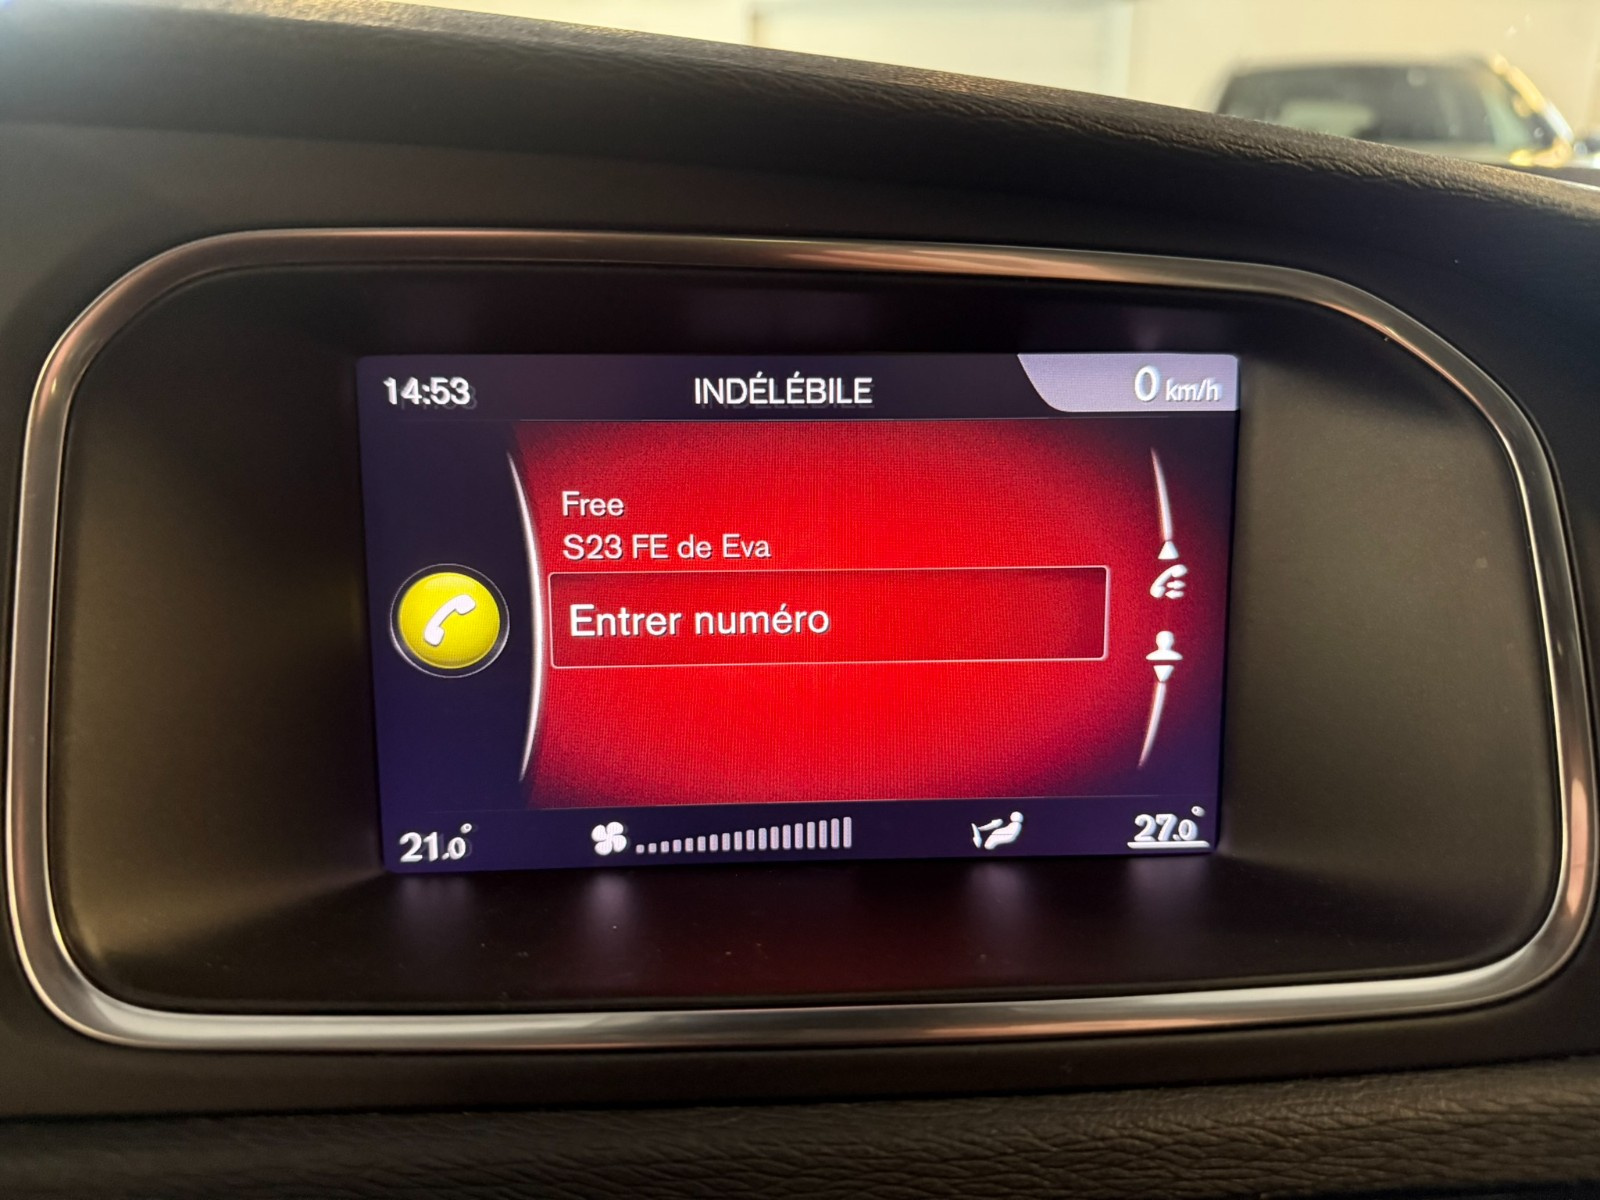 14:53
INDÉLÉBILE
0 km/h
Free
S23 FE de Eva
Entrer numéro
21.0°
27.0°